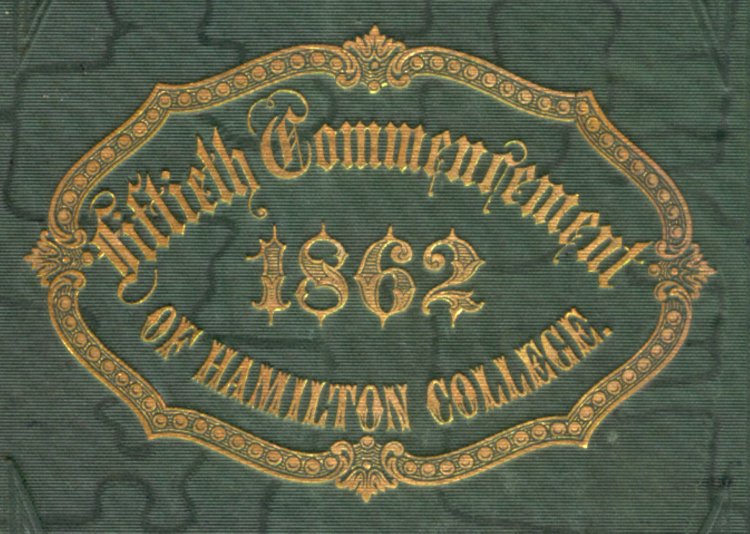 Fiftieth Commencement
1862
OF HAMILTON COLLEGE.